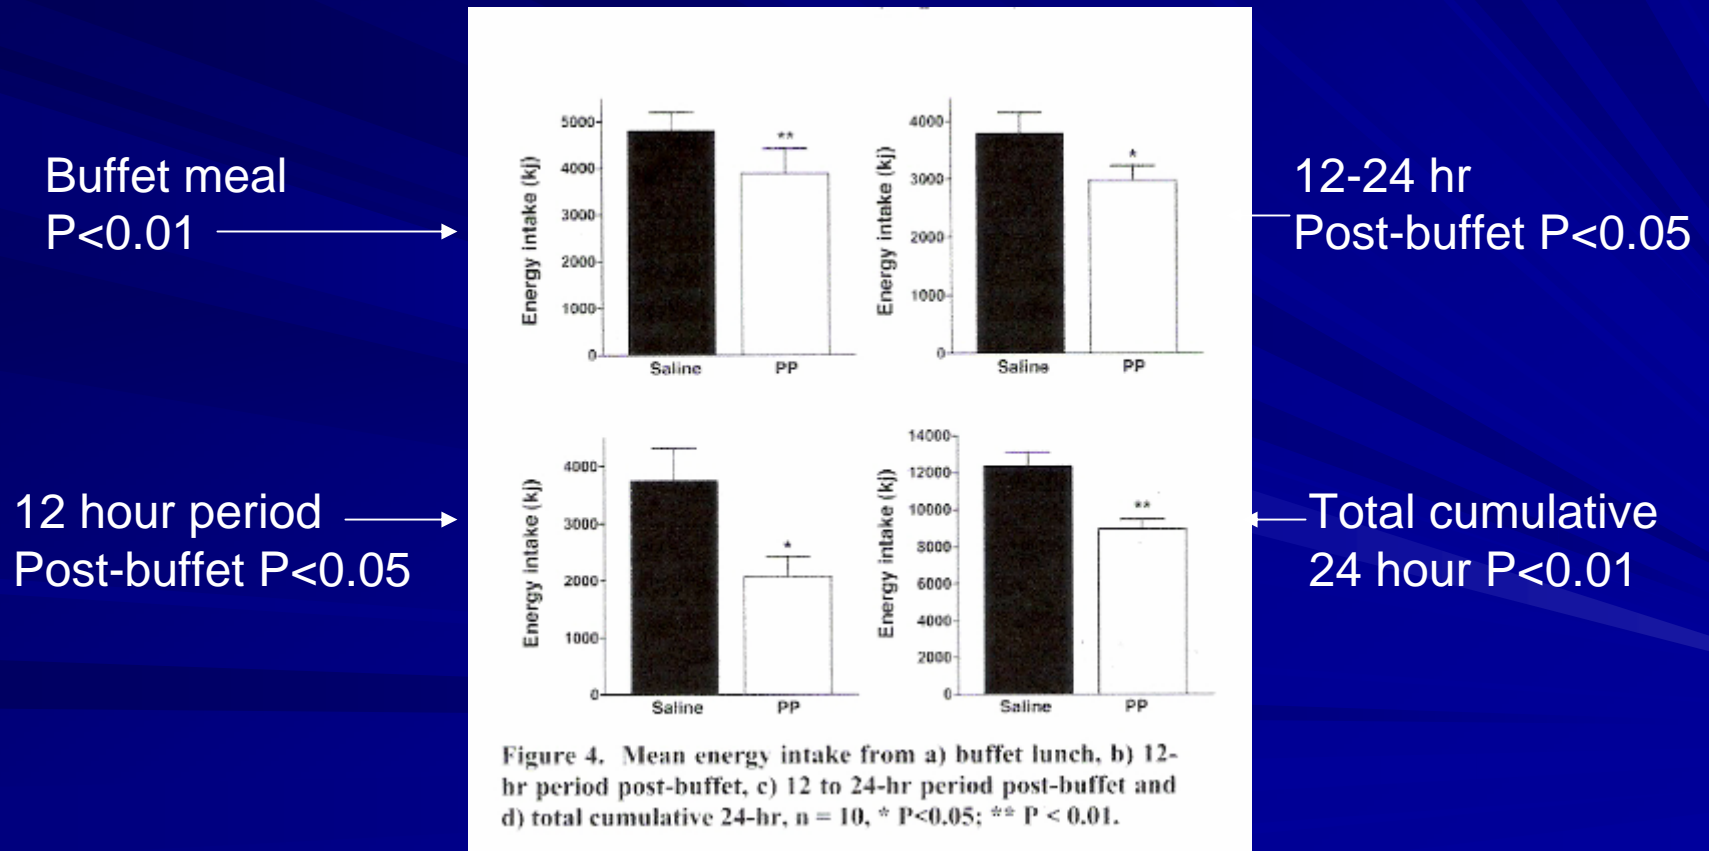 Buffet meal
P<0.01
5000
4000
3000
2000
1000
0
Energy intake (kj)
**
Saline PP
4000
3000
2000
1000
0
Energy intake (kj)
*
Saline PP
12-24 hr
Post-buffet P<0.05
12 hour period
Post-buffet P<0.05
4000
3000
2000
1000
0
Energy intake (kj)
*
Saline PP
14000
12000
10000
8000
6000
4000
2000
0
Energy intake (kj)
**
Saline PP
Total cumulative
24 hour P<0.01
Figure 4. Mean energy intake from a) buffet lunch, b) 12-
hr period post-buffet, c) 12 to 24-hr period post-buffet and
d) total cumulative 24-hr, n = 10, * P<0.05; ** P < 0.01.